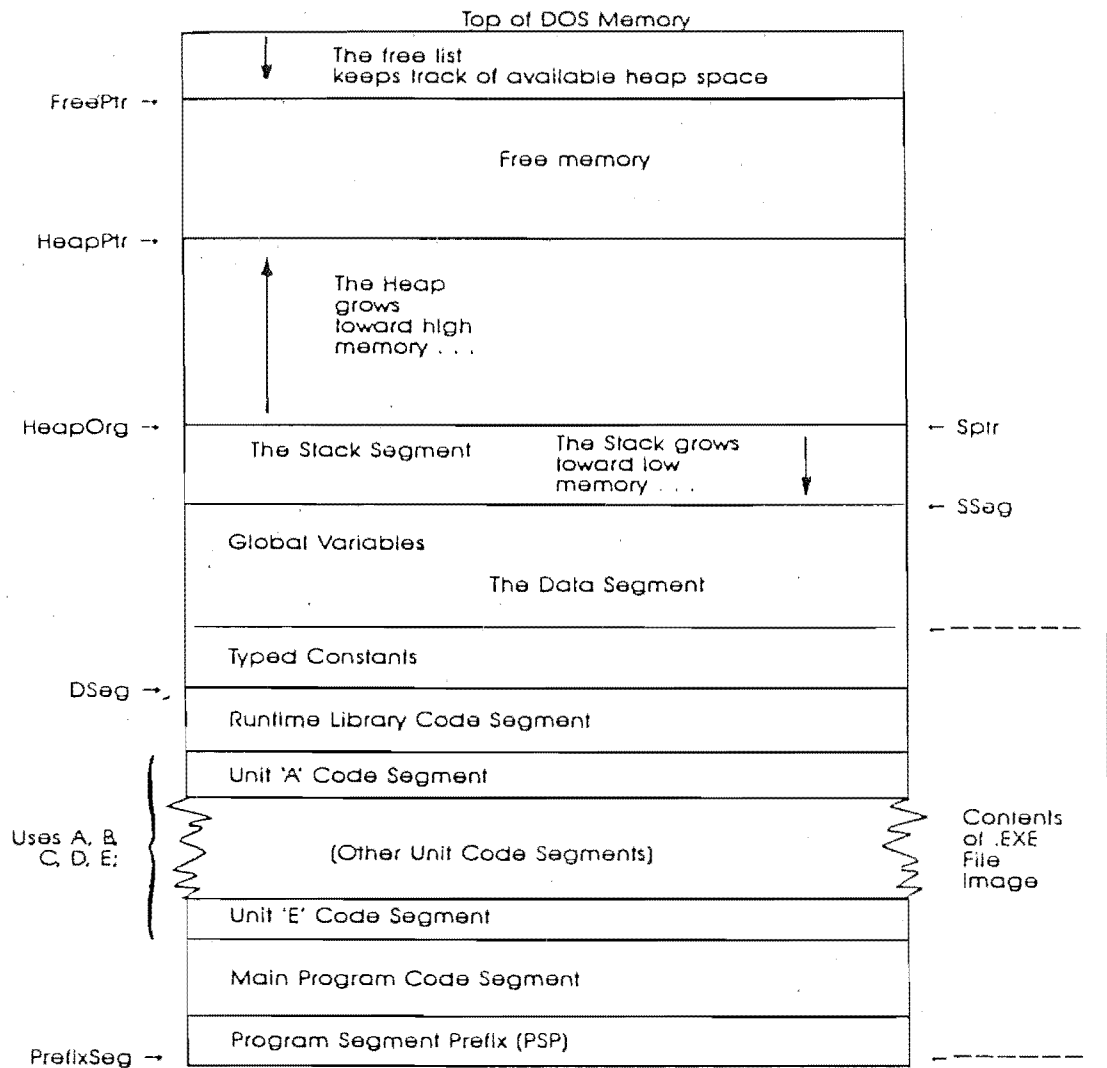 Top of DOS Memory
The free list
keeps track of available heap space
FreePtr →
Free memory
HeapPtr →
The Heap
grows
toward high
memory . . .
HeapOrg →
← Sptr
The Stack Segment
The Stack grows
toward low
memory . . .
← SSeg
Global Variables
The Data Segment
Typed Constants
DSeg →
Runtime Library Code Segment
Unit 'A' Code Segment
Uses A, B,
C, D, E;
(Other Unit Code Segments)
Contents
of .EXE
File
Image
Unit 'E' Code Segment
Main Program Code Segment
Program Segment Prefix (PSP)
PrefixSeg →